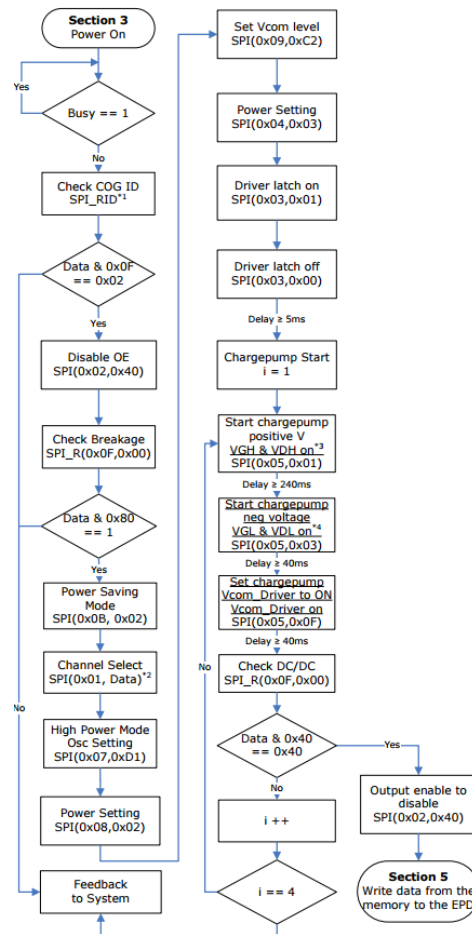 Section 3
Power On
Yes
Busy == 1
No
Check COG ID
SPI_RID*1
Data & 0x0F
== 0x02
Yes
Disable OE
SPI(0x02,0x40)
Check Breakage
SPI_R(0x0F,0x00)
Data & 0x80
== 1
Yes
Power Saving
Mode
SPI(0x0B, 0x02)
Channel Select
SPI(0x01, Data)*2
No
High Power Mode
Osc Setting
SPI(0x07,0xD1)
Power Setting
SPI(0x08,0x02)
Feedback
to System
Set Vcom level
SPI(0x09,0xC2)
Power Setting
SPI(0x04,0x03)
Driver latch on
SPI(0x03,0x01)
Driver latch off
SPI(0x03,0x00)
Delay ≥ 5ms
Chargepump Start
i = 1
Start chargepump
positive V
VGH & VDH on*3
SPI(0x05,0x01)
Delay ≥ 240ms
Start chargepump
neg voltage
VGL & VDL on*4
SPI(0x05,0x03)
Delay ≥ 40ms
Set chargepump
Vcom_Driver to ON
Vcom_Driver on
SPI(0x05,0x0F)
Delay ≥ 40ms
No
Check DC/DC
SPI_R(0x0F,0x00)
Data & 0x40
== 0x40
Yes
No
Output enable to
disable
SPI(0x02,0x40)
i ++
i == 4
Section 5
Write data from the
memory to the EPD